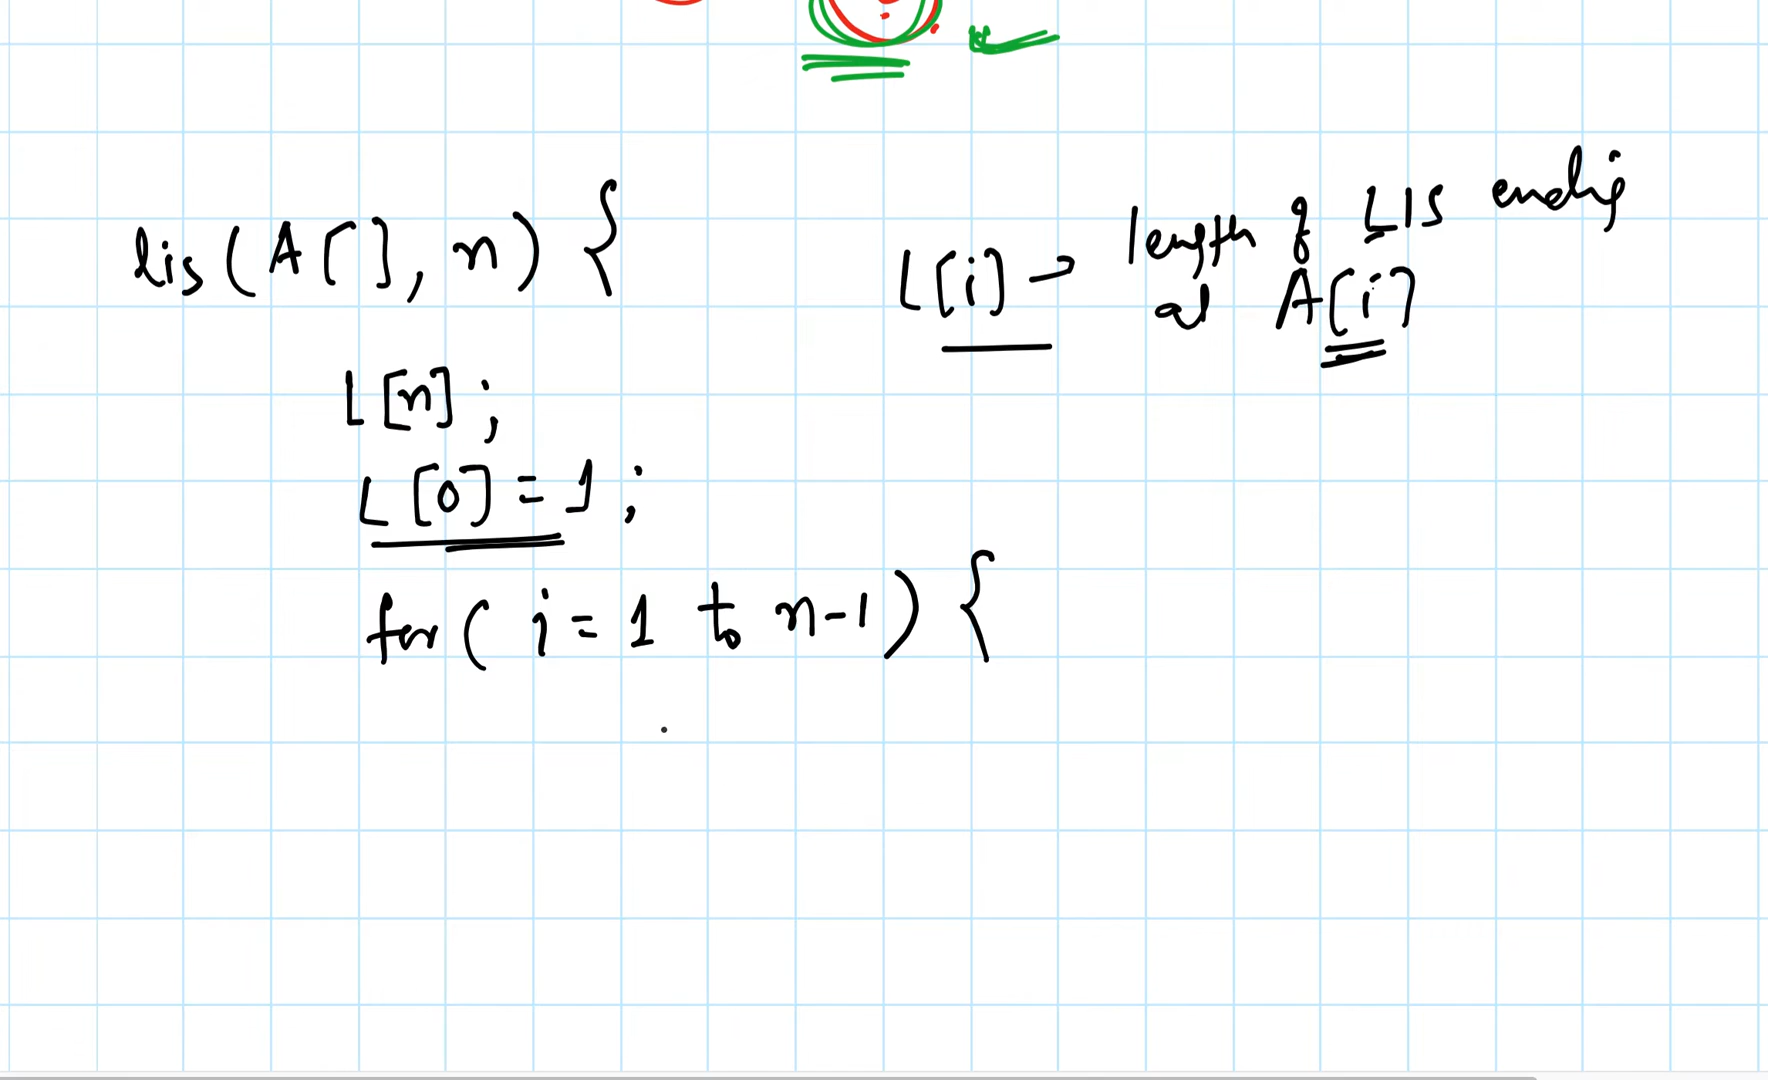 lis(A[], n) {
L[i] → length of LIS ending
at A[i]
L[n];
L[0] = 1;
for( i = 1 to n-1) {